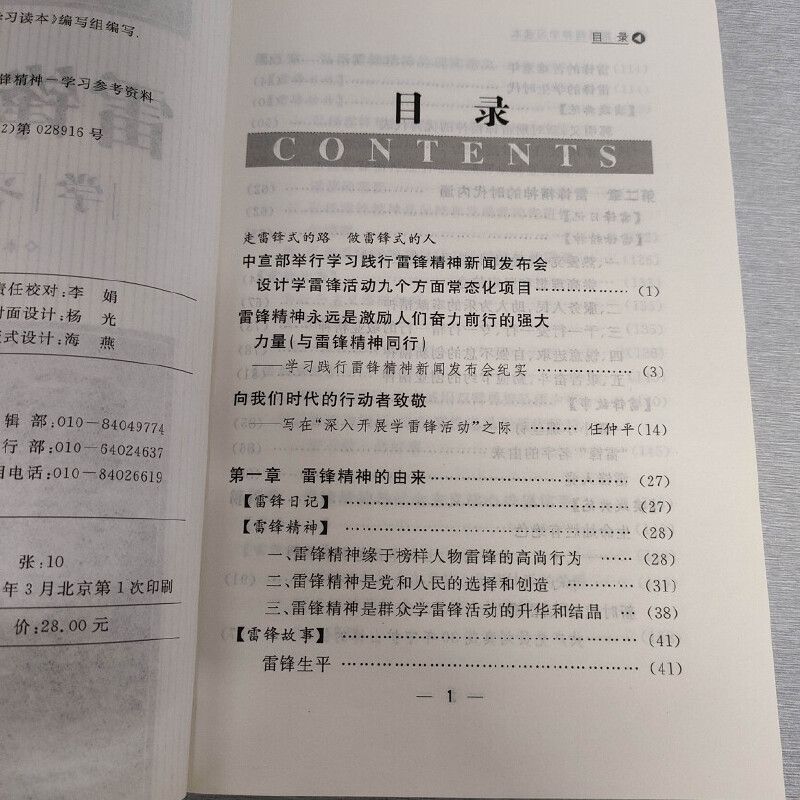 学习读本》编写组编写.
锋精神—学习参考资料
2)第 028916 号
责任校对:李 娟
封面设计:杨 光
版式设计:海 燕
辑 部:010-84049774
行 部:010-64024637
电话:010-84026619
张:10
年 3 月北京第 1 次印刷
价:28.00 元
目 录
CONTENTS
走雷锋式的路 做雷锋式的人
中宣部举行学习践行雷锋精神新闻发布会
设计学雷锋活动九个方面常态化项目……………(1)
雷锋精神永远是激励人们奋力前行的强大
力量(与雷锋精神同行)
——学习践行雷锋精神新闻发布会纪实…………(3)
向我们时代的行动者致敬
——写在“深入开展学雷锋活动”之际………任仲平(14)
第一章 雷锋精神的由来……………………(27)
【雷锋日记】……………………………………(27)
【雷锋精神】……………………………………(28)
一、雷锋精神缘于榜样人物雷锋的高尚行为……(28)
二、雷锋精神是党和人民的选择和创造…………(31)
三、雷锋精神是群众学雷锋活动的升华和结晶…(38)
【雷锋故事】……………………………………(41)
雷锋生平…………………………………………(41)
— 1 —